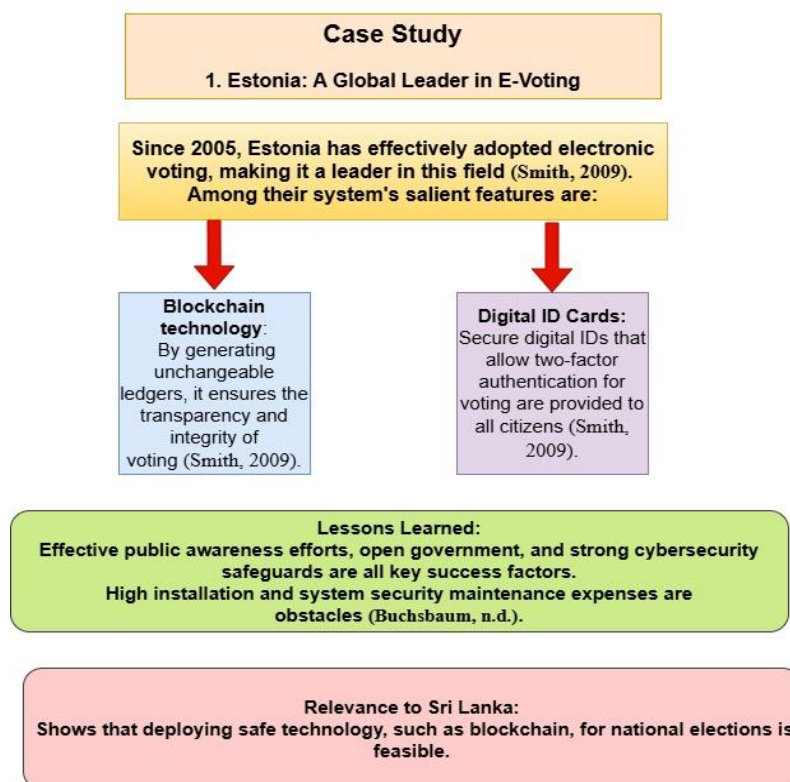 Case Study
1. Estonia: A Global Leader in E-Voting
Since 2005, Estonia has effectively adopted electronic
voting, making it a leader in this field (Smith, 2009).
Among their system's salient features are:
Blockchain
technology:
By generating
unchangeable
ledgers, it ensures the
transparency and
integrity of
voting (Smith, 2009).
Digital ID Cards:
Secure digital IDs that
allow two-factor
authentication for
voting are provided to
all citizens (Smith,
2009).
Lessons Learned:
Effective public awareness efforts, open government, and strong cybersecurity
safeguards are all key success factors.
High installation and system security maintenance expenses are
obstacles (Buchsbaum, n.d.).
Relevance to Sri Lanka:
Shows that deploying safe technology, such as blockchain, for national elections is
feasible.